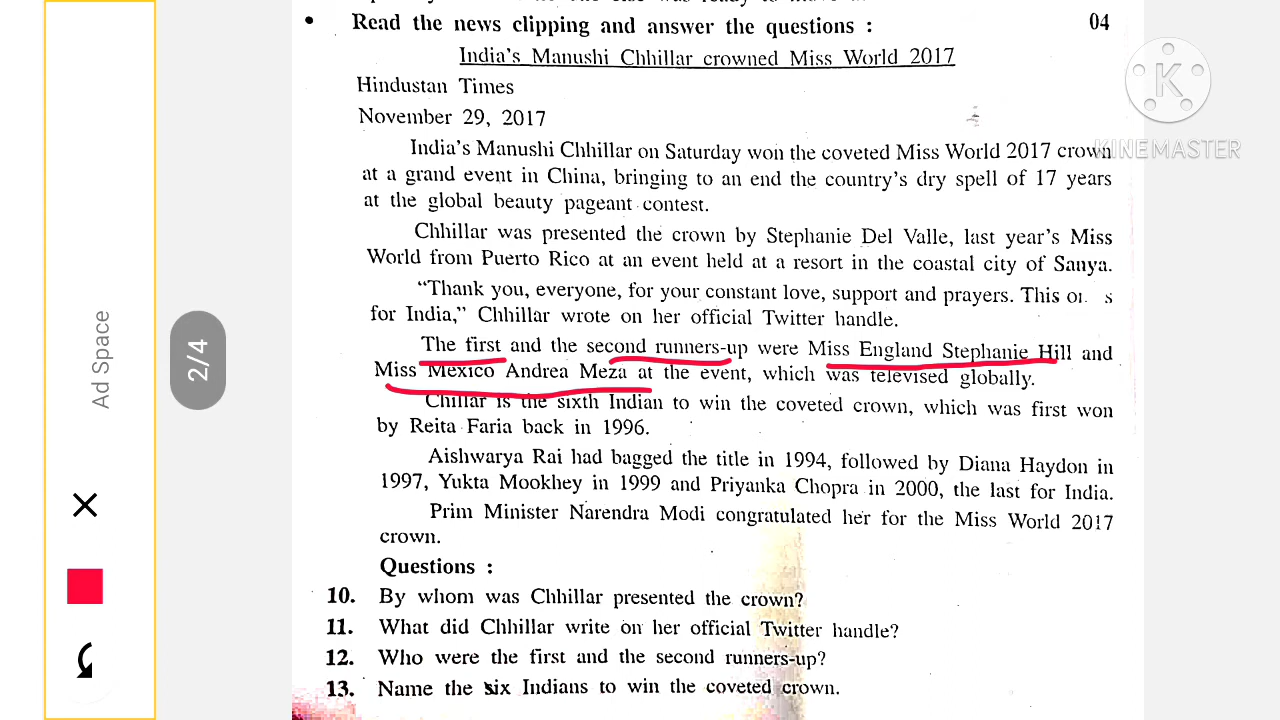 • Read the news clipping and answer the questions : 04
India's Manushi Chhillar crowned Miss World 2017
Hindustan Times
November 29, 2017
India's Manushi Chhillar on Saturday won the coveted Miss World 2017 crown
at a grand event in China, bringing to an end the country's dry spell of 17 years
at the global beauty pageant contest.
Chhillar was presented the crown by Stephanie Del Valle, last year's Miss
World from Puerto Rico at an event held at a resort in the coastal city of Sanya.
"Thank you, everyone, for your constant love, support and prayers. This
for India," Chhillar wrote on her official Twitter handle.
The first and the second runners-up were Miss England Stephanie Hill and
Miss Mexico Andrea Meza at the event, which was televised globally.
Chillar is the sixth Indian to win the coveted crown, which was first won
by Reita Faria back in 1996.
Aishwarya Rai had bagged the title in 1994, followed by Diana Haydon in
1997, Yukta Mookhey in 1999 and Priyanka Chopra in 2000, the last for India.
Prim Minister Narendra Modi congratulated her for the Miss World 2017
crown.
Questions :
10. By whom was Chhillar presented the crown?
11. What did Chhillar write on her official Twitter handle?
12. Who were the first and the second runners-up?
13. Name the six Indians to win the coveted crown.
K
KINEMASTER
Ad Space
2/4